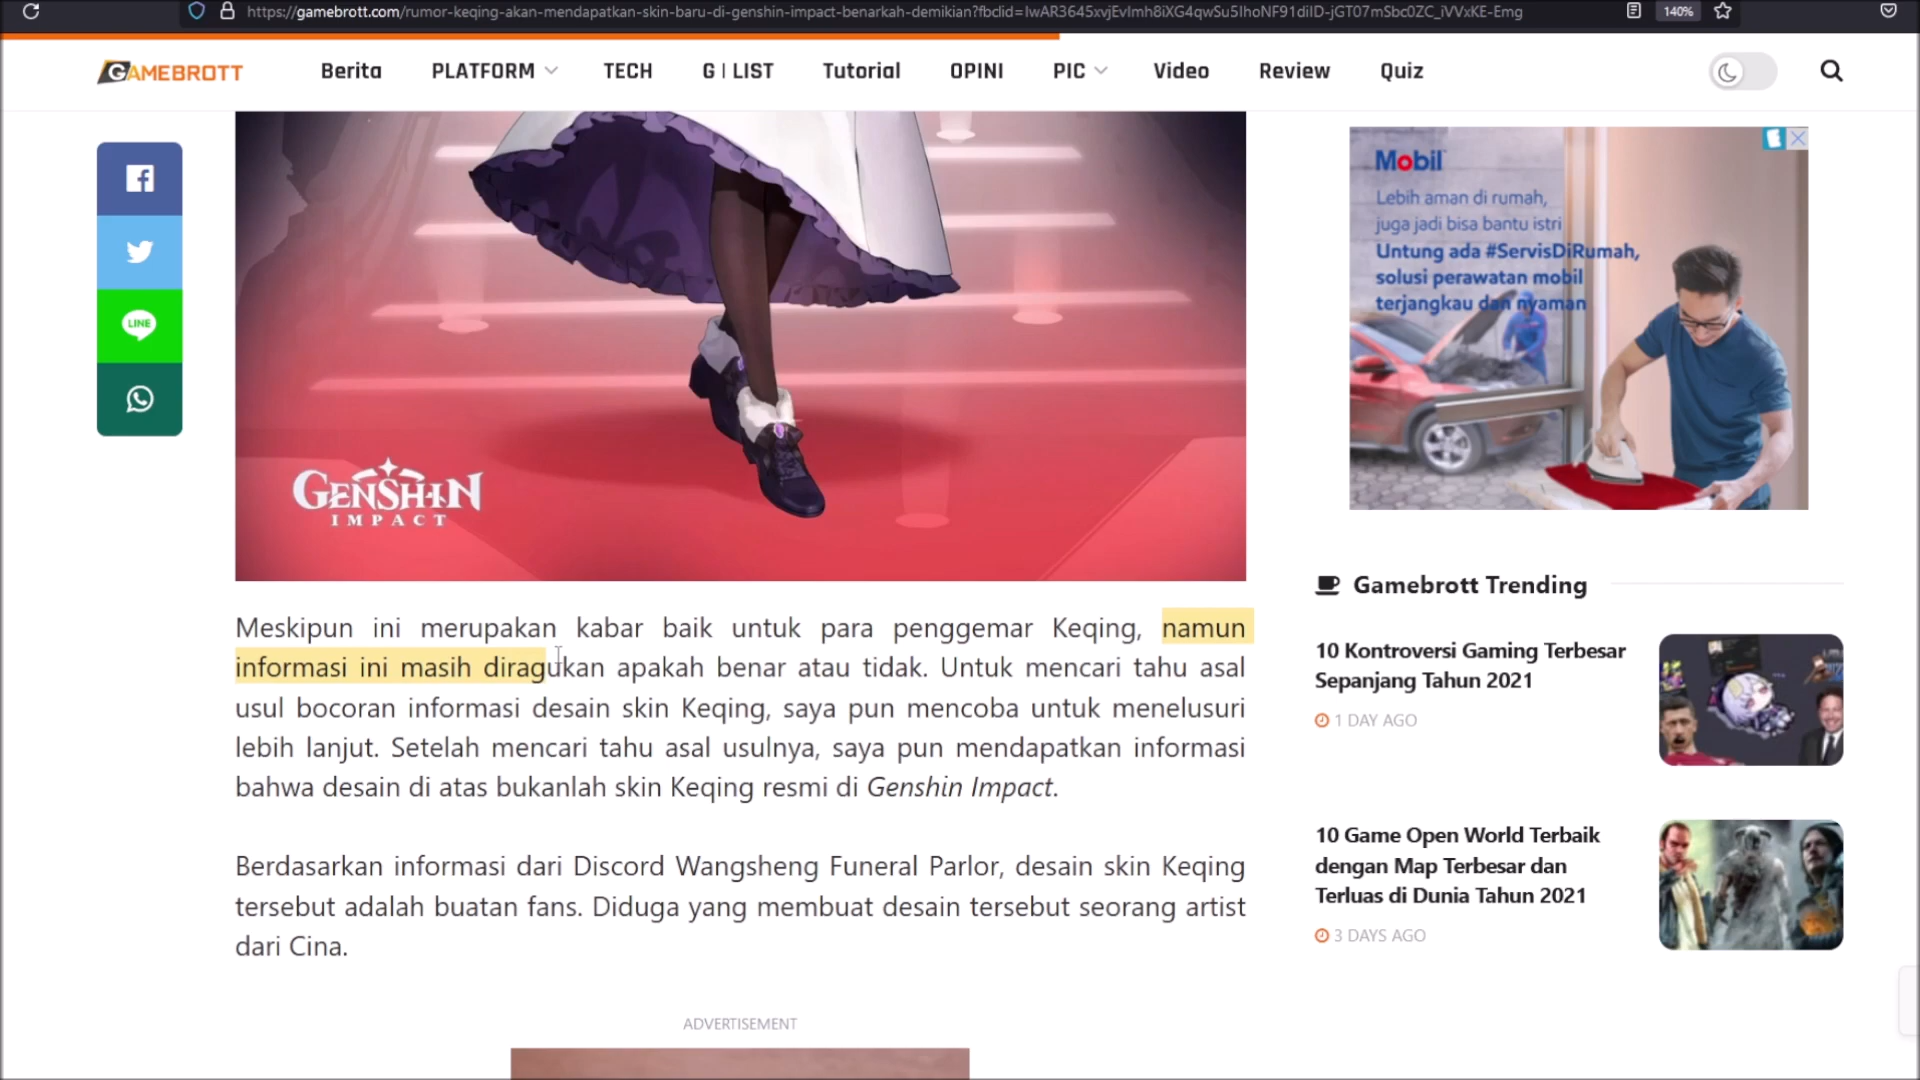 https://gamebrott.com/rumor-keqing-akan-mendapatkan-skin-baru-di-genshin-impact-benarkah-demikian?fbclid=
140%
GAMEBROTT
Berita PLATFORM TECH G | LIST Tutorial OPINI PIC Video Review Quiz
LINE
GENSHIN
IMPACT
Mobil
Lebih aman di rumah,
juga jadi bisa bantu istri
Untung ada #ServisDiRumah,
solusi perawatan mobil
terjangkau dan nyaman
Meskipun ini merupakan kabar baik untuk para penggemar Keqing, namun
informasi ini masih diragukan apakah benar atau tidak. Untuk mencari tahu asal
usul bocoran informasi desain skin Keqing, saya pun mencoba untuk menelusuri
lebih lanjut. Setelah mencari tahu asal usulnya, saya pun mendapatkan informasi
bahwa desain di atas bukanlah skin Keqing resmi di Genshin Impact.
Berdasarkan informasi dari Discord Wangsheng Funeral Parlor, desain skin Keqing
tersebut adalah buatan fans. Diduga yang membuat desain tersebut seorang artist
dari Cina.
ADVERTISEMENT
Gamebrott Trending
10 Kontroversi Gaming Terbesar
Sepanjang Tahun 2021
1 DAY AGO
10 Game Open World Terbaik
dengan Map Terbesar dan
Terluas di Dunia Tahun 2021
3 DAYS AGO